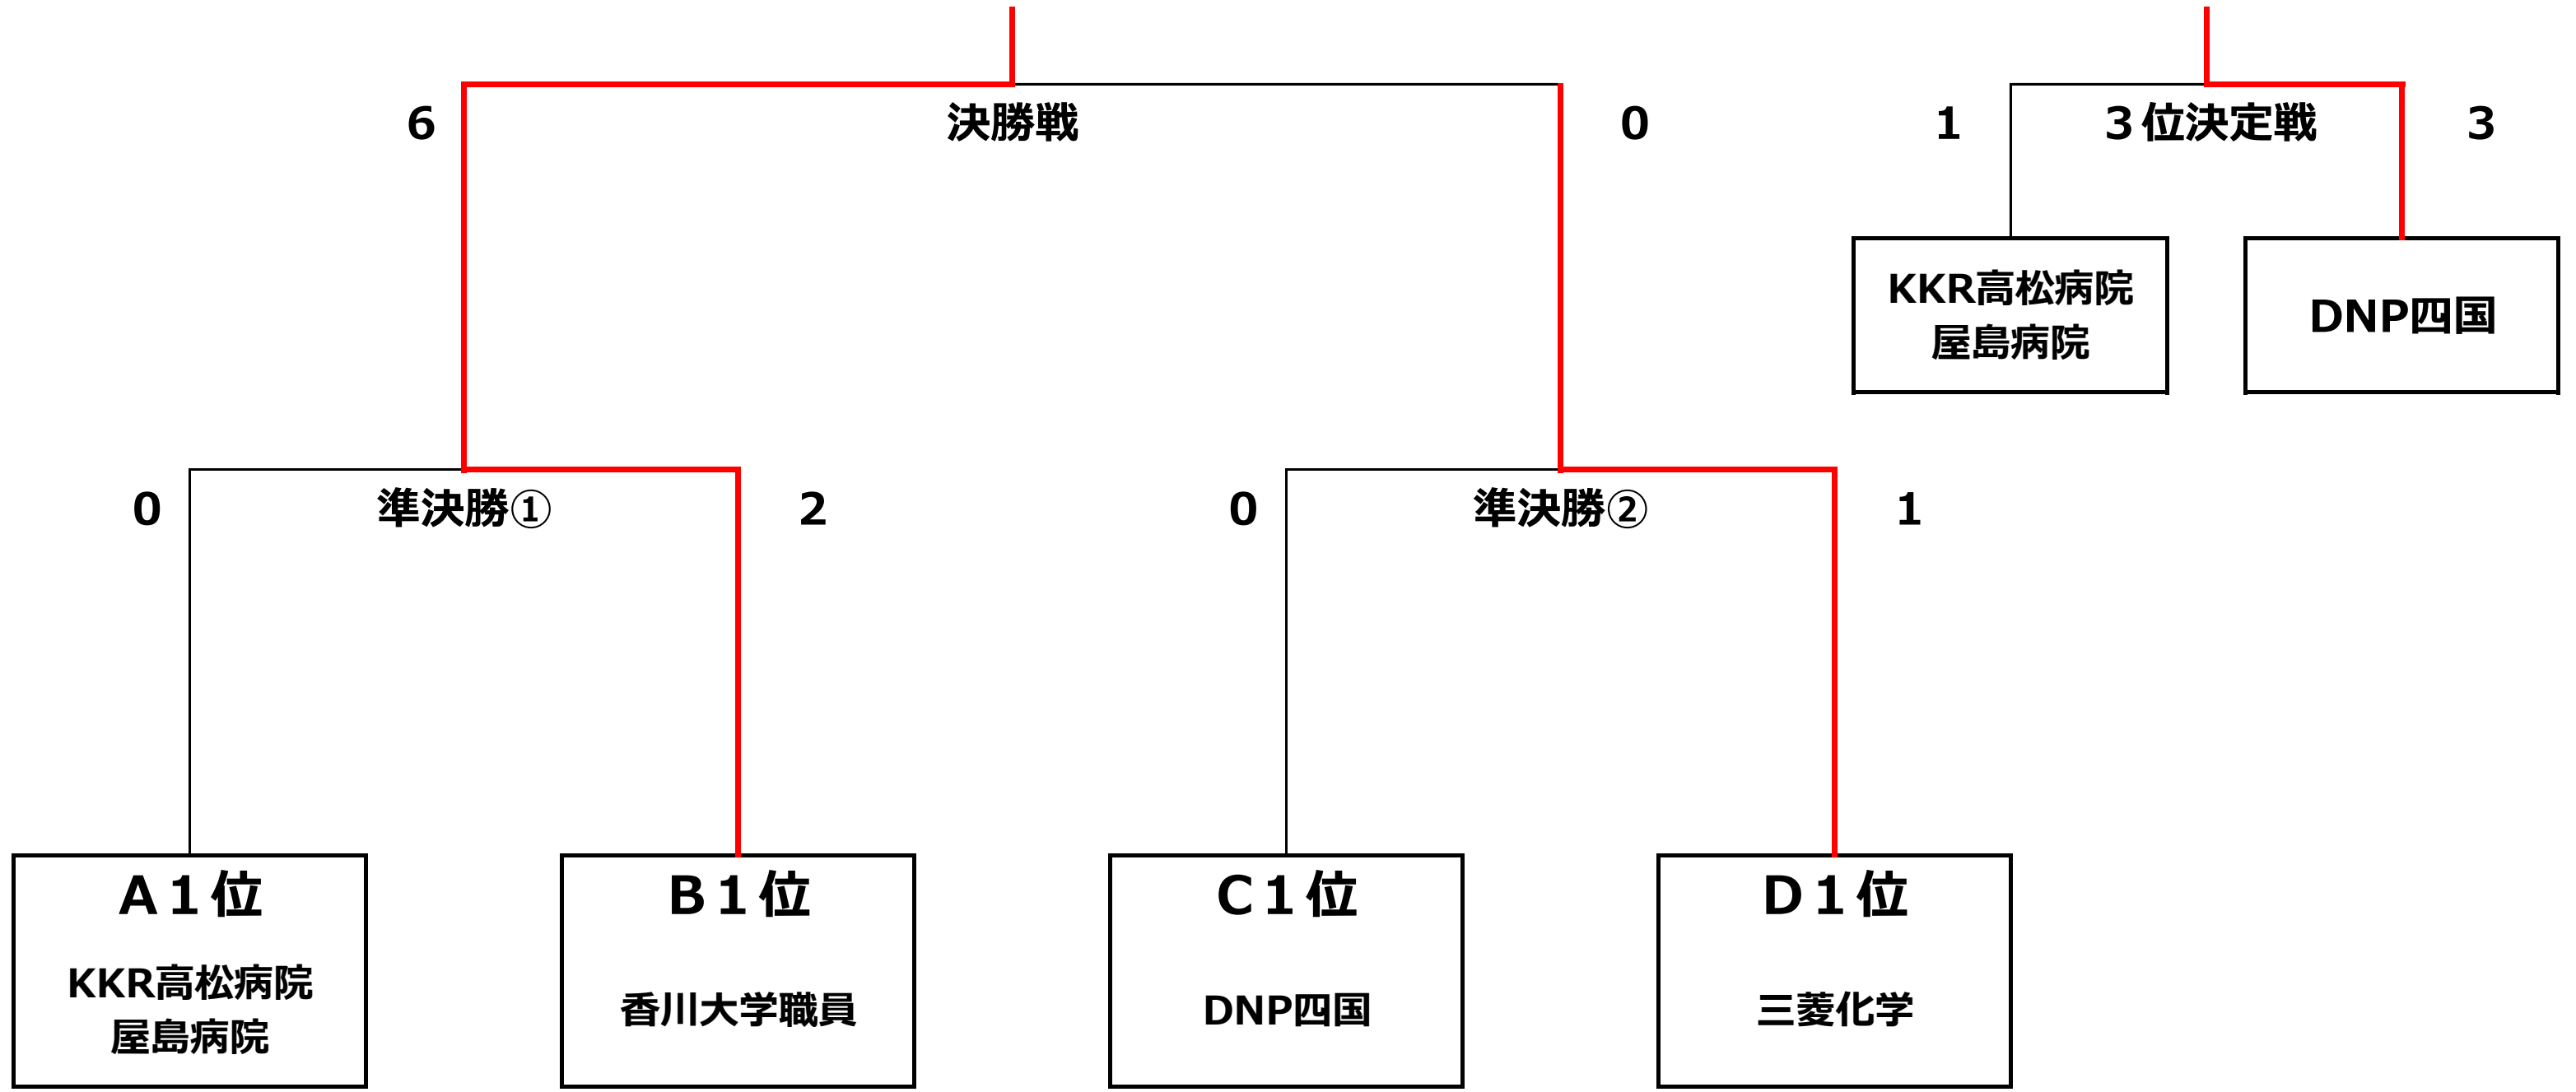 6 決勝戦 0
1 ３位決定戦 3
KKR高松病院
屋島病院
DNP四国
0 準決勝① 2
0 準決勝② 1
A１位
KKR高松病院
屋島病院
B１位
香川大学職員
C１位
DNP四国
D１位
三菱化学